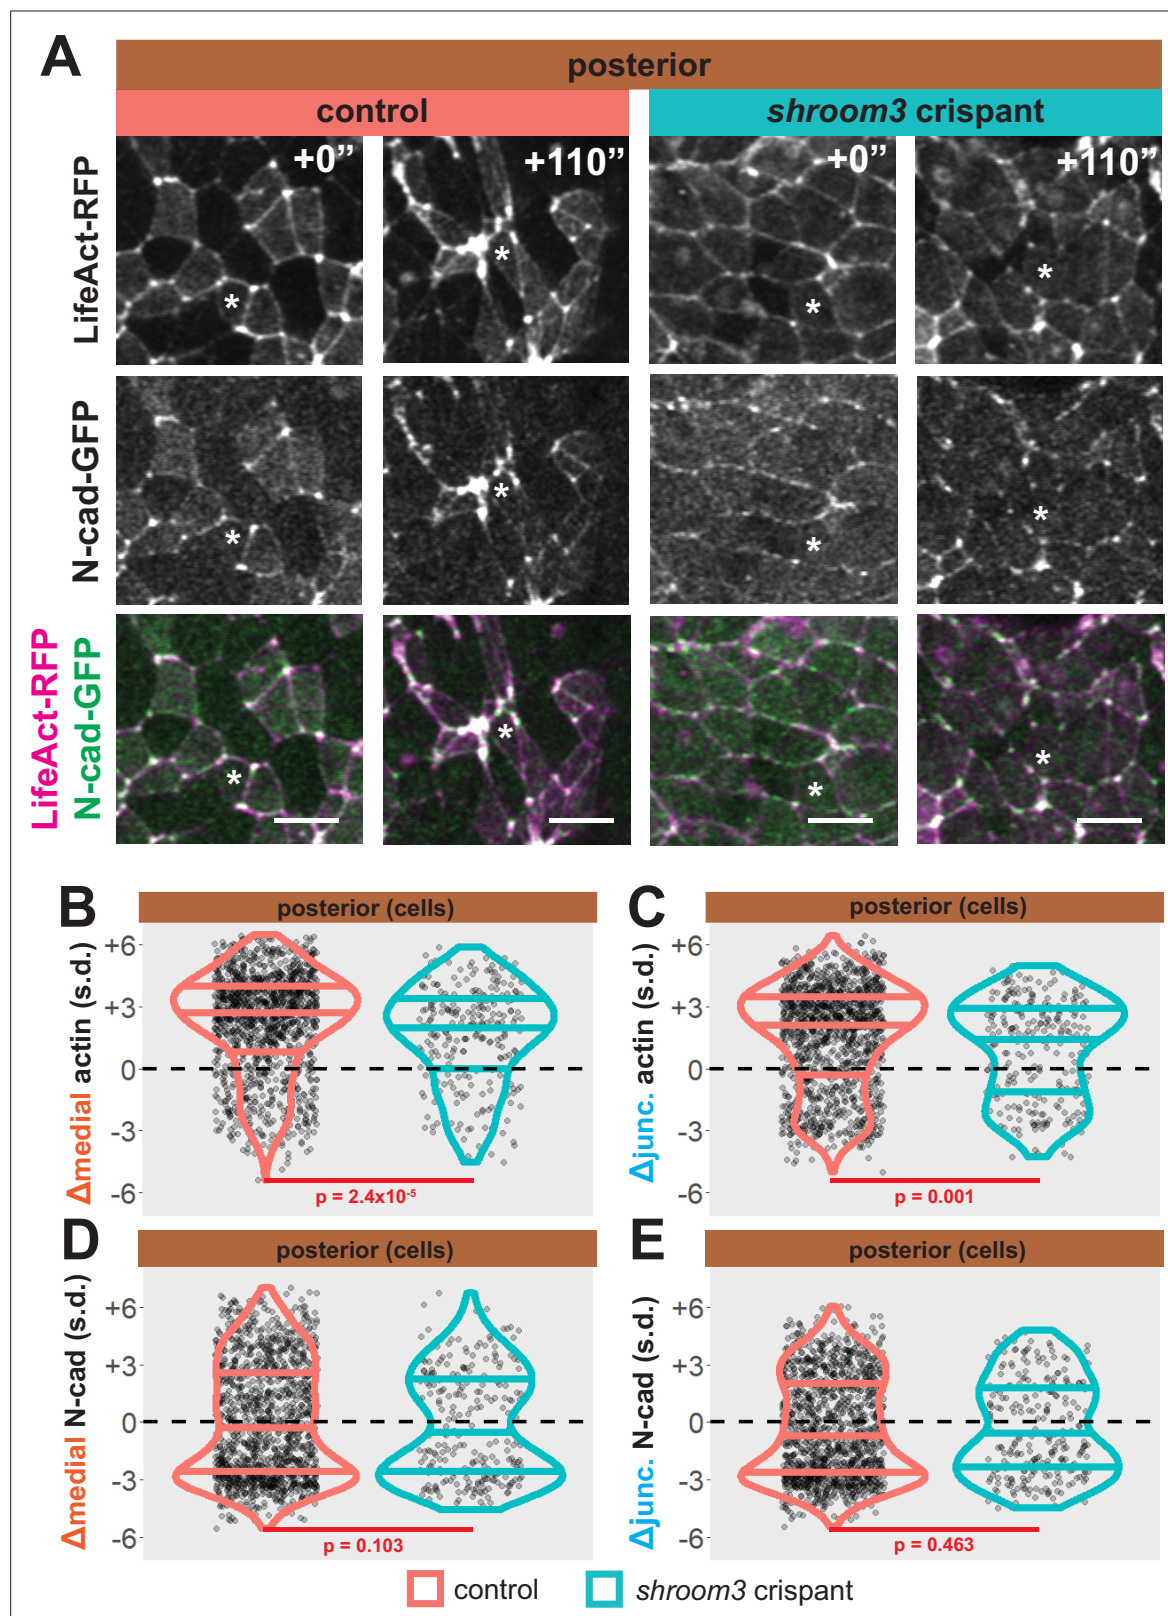 A
posterior
control
shroom3 crispant
LifeAct-RFP
+0”
+110”
+0”
+110”
*
*
*
*
N-cad-GFP
*
*
*
*
LifeAct-RFP
N-cad-GFP
*
*
*
*
B
posterior (cells)
Δmedial actin (s.d.)
+6
+3
0
-3
-6
p = 2.4x10⁻⁵
C
posterior (cells)
Δjunc. actin (s.d.)
+6
+3
0
-3
-6
p = 0.001
D
posterior (cells)
Δmedial N-cad (s.d.)
+6
+3
0
-3
-6
p = 0.103
E
posterior (cells)
Δjunc. N-cad (s.d.)
+6
+3
0
-3
-6
p = 0.463
control
shroom3 crispant